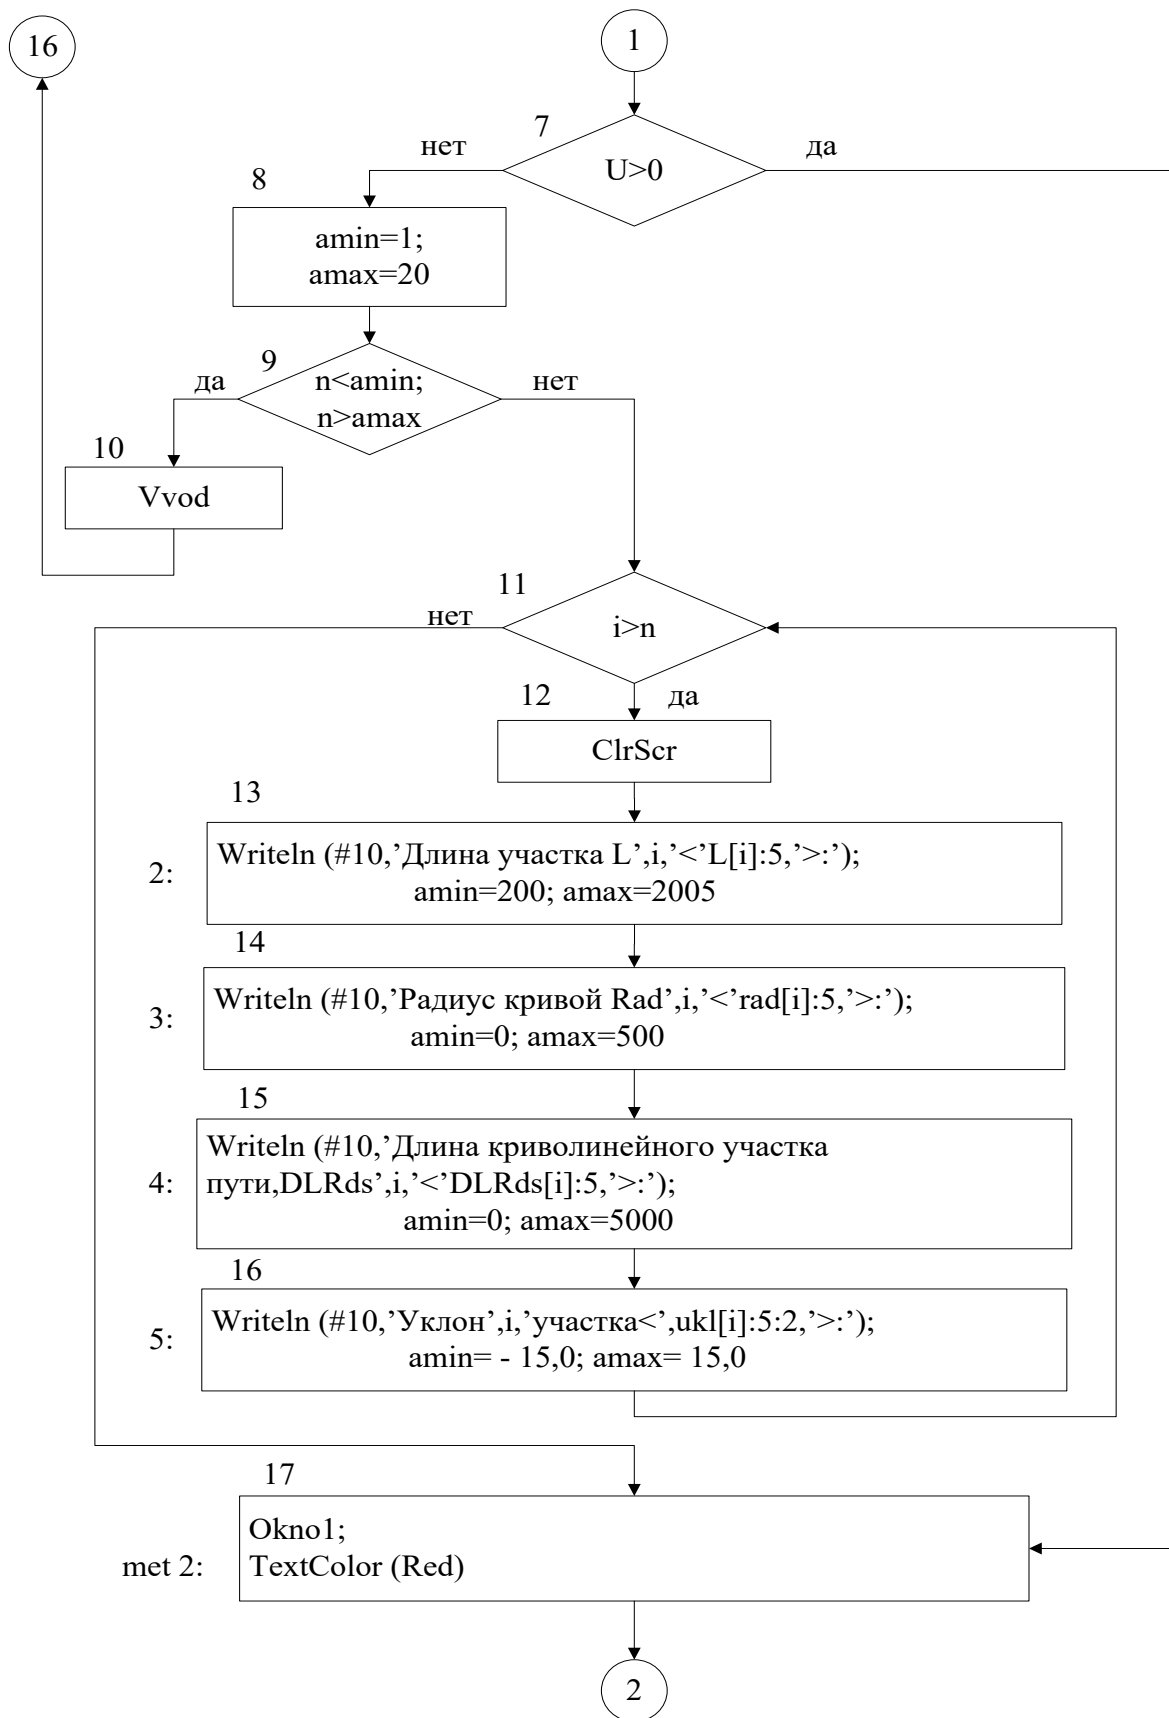 16
1
7
нет
да
U>0
8
amin=1;
amax=20
9
да
нет
n<amin;
n>amax
10
Vvod
11
нет
i>n
12
да
ClrScr
13
2:
Writeln (#10,’Длина участка L’,i,’<’L[i]:5,’>:’);
amin=200; amax=2005
14
3:
Writeln (#10,’Радиус кривой Rad’,i,’<’rad[i]:5,’>:’);
amin=0; amax=500
15
4:
Writeln (#10,’Длина криволинейного участка
пути,DLRds’,i,’<’DLRds[i]:5,’>:’);
amin=0; amax=5000
16
5:
Writeln (#10,’Уклон’,i,’участка<’,ukl[i]:5:2,’>:’);
amin= - 15,0; amax= 15,0
17
met 2:
Okno1;
TextColor (Red)
2